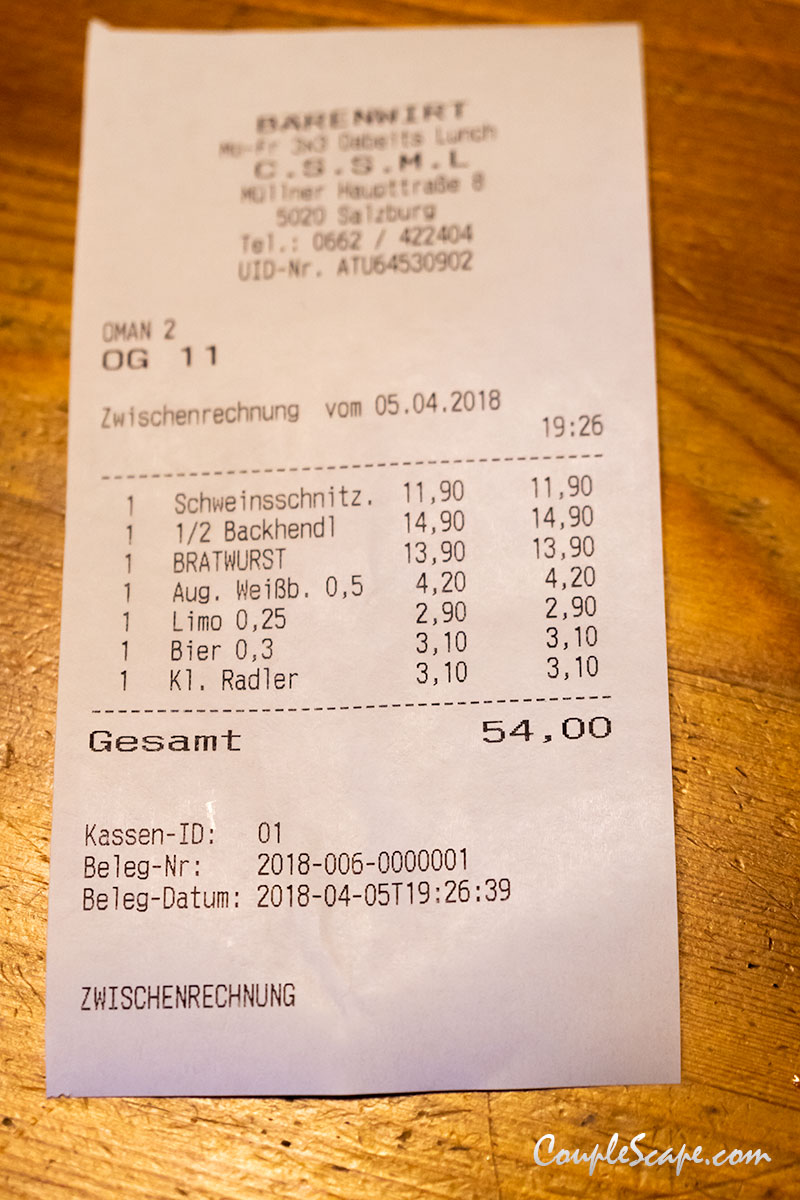 BÄRENWIRT
Mo-Fr 3x3 Lunch
C.S.S.M.L
Müllner Haupttraße 8
5020 Salzburg
Tel.: 0662 / 422404
UID-Nr. ATU64530902
OMAN 2
OG 11
Zwischenrechnung vom 05.04.2018
19:26
1 Schweinsschnitz. 11,90 11,90
1 1/2 Backhendl 14,90 14,90
1 BRATWURST 13,90 13,90
1 Aug. Weißb. 0,5 4,20 4,20
1 Limo 0,25 2,90 2,90
1 Bier 0,3 3,10 3,10
1 Kl. Radler 3,10 3,10
Gesamt 54,00
Kassen-ID: 01
Beleg-Nr: 2018-006-0000001
Beleg-Datum: 2018-04-05T19:26:39
ZWISCHENRECHNUNG
CoupleScape.com